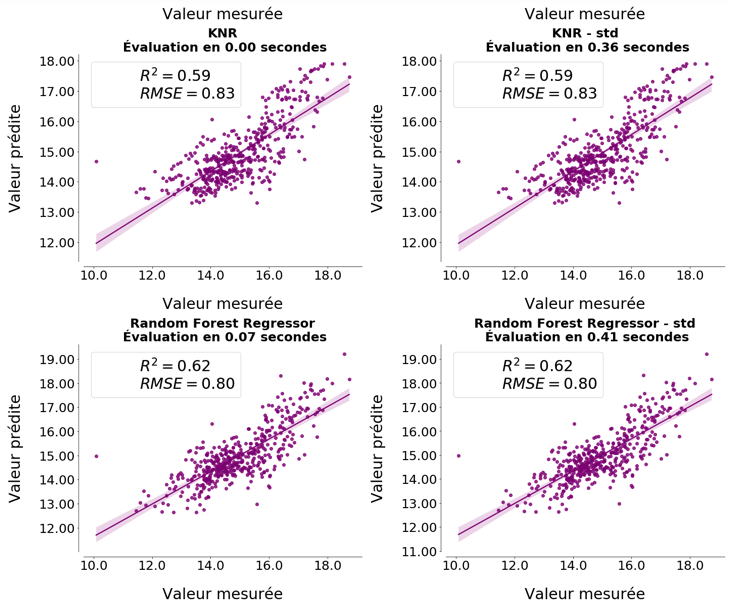 Valeur mesurée
Valeur mesurée
KNR
Évaluation en 0.00 secondes
R² = 0.59
RMSE = 0.83
Valeur prédite
18.00
17.00
16.00
15.00
14.00
13.00
12.00
10.0 12.0 14.0 16.0 18.0
Valeur mesurée
KNR - std
Évaluation en 0.36 secondes
R² = 0.59
RMSE = 0.83
Valeur prédite
18.00
17.00
16.00
15.00
14.00
13.00
12.00
10.0 12.0 14.0 16.0 18.0
Valeur mesurée
Random Forest Regressor
Évaluation en 0.07 secondes
R² = 0.62
RMSE = 0.80
Valeur prédite
19.00
18.00
17.00
16.00
15.00
14.00
13.00
12.00
10.0 12.0 14.0 16.0 18.0
Valeur mesurée
Random Forest Regressor - std
Évaluation en 0.41 secondes
R² = 0.62
RMSE = 0.80
Valeur prédite
19.00
18.00
17.00
16.00
15.00
14.00
13.00
12.00
11.00
10.0 12.0 14.0 16.0 18.0
Valeur mesurée